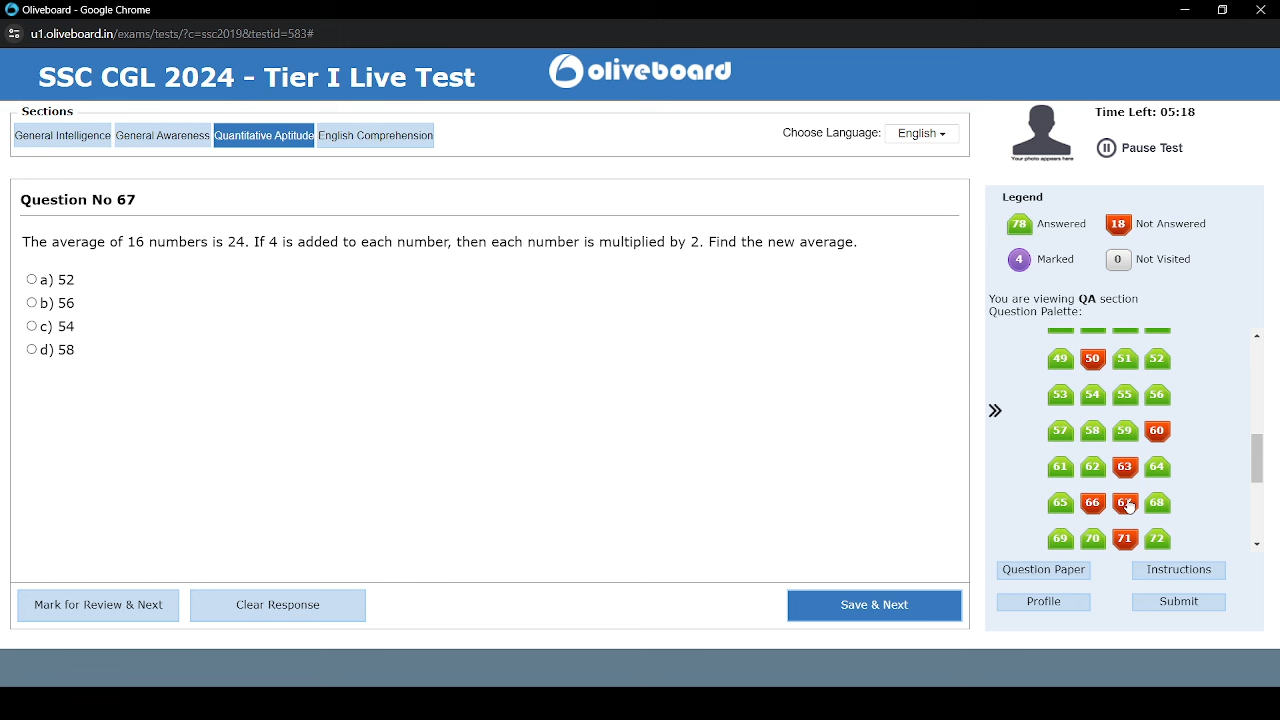 Oliveboard - Google Chrome
u1.oliveboard.in/exams/tests/?c=ssc2019&testid=583#
SSC CGL 2024 - Tier I Live Test
oliveboard
Sections
General Intelligence General Awareness Quantitative Aptitude English Comprehension
Choose Language: English
Your photo appears here
Time Left: 05:18
Pause Test
Question No 67
The average of 16 numbers is 24. If 4 is added to each number, then each number is multiplied by 2. Find the new average.
a) 52
b) 56
c) 54
d) 58
Mark for Review & Next Clear Response Save & Next
Legend
78 Answered 18 Not Answered
4 Marked 0 Not Visited
You are viewing QA section
Question Palette:
49 50 51 52
53 54 55 56
57 58 59 60
61 62 63 64
65 66 67 68
69 70 71 72
Question Paper Instructions
Profile Submit